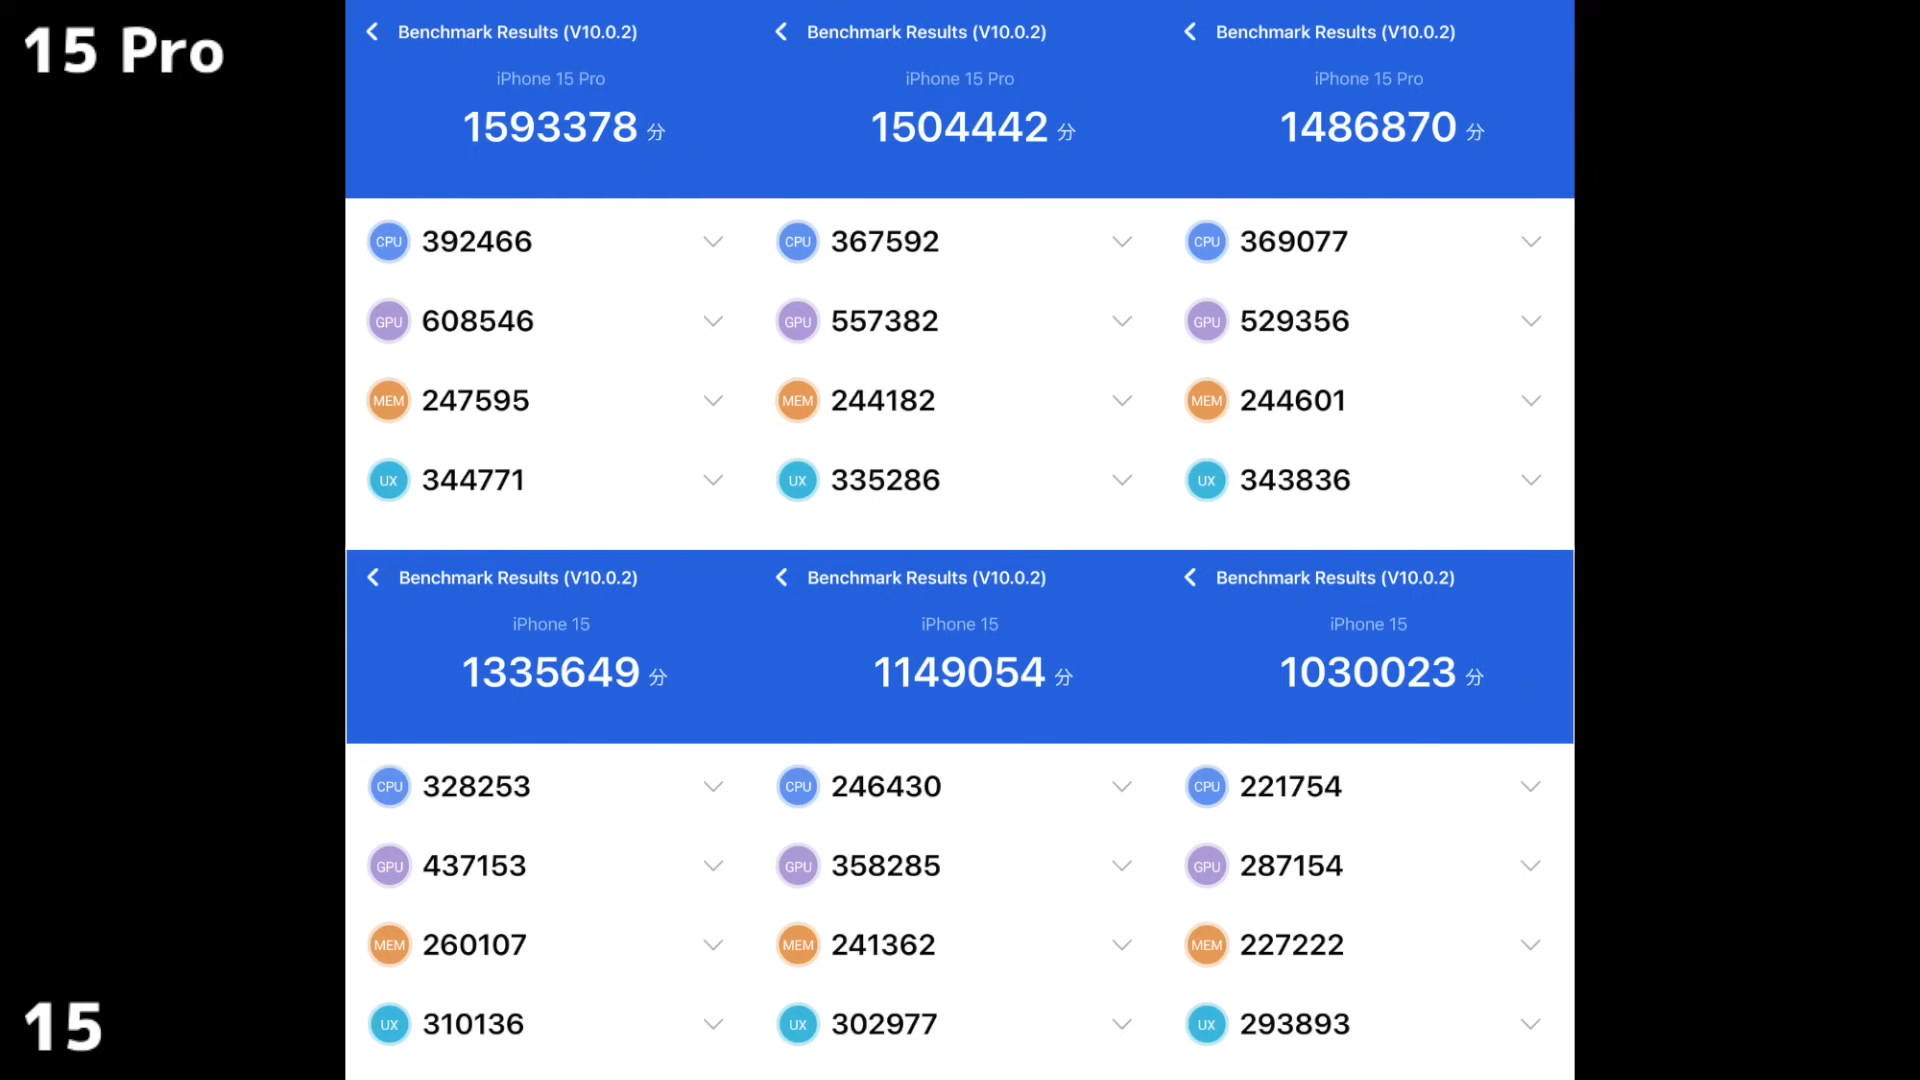 15 Pro
Benchmark Results (V10.0.2)
iPhone 15 Pro
1593378 分
CPU 392466
GPU 608546
MEM 247595
UX 344771
Benchmark Results (V10.0.2)
iPhone 15 Pro
1504442 分
CPU 367592
GPU 557382
MEM 244182
UX 335286
Benchmark Results (V10.0.2)
iPhone 15 Pro
1486870 分
CPU 369077
GPU 529356
MEM 244601
UX 343836
15
Benchmark Results (V10.0.2)
iPhone 15
1335649 分
CPU 328253
GPU 437153
MEM 260107
UX 310136
Benchmark Results (V10.0.2)
iPhone 15
1149054 分
CPU 246430
GPU 358285
MEM 241362
UX 302977
Benchmark Results (V10.0.2)
iPhone 15
1030023 分
CPU 221754
GPU 287154
MEM 227222
UX 293893